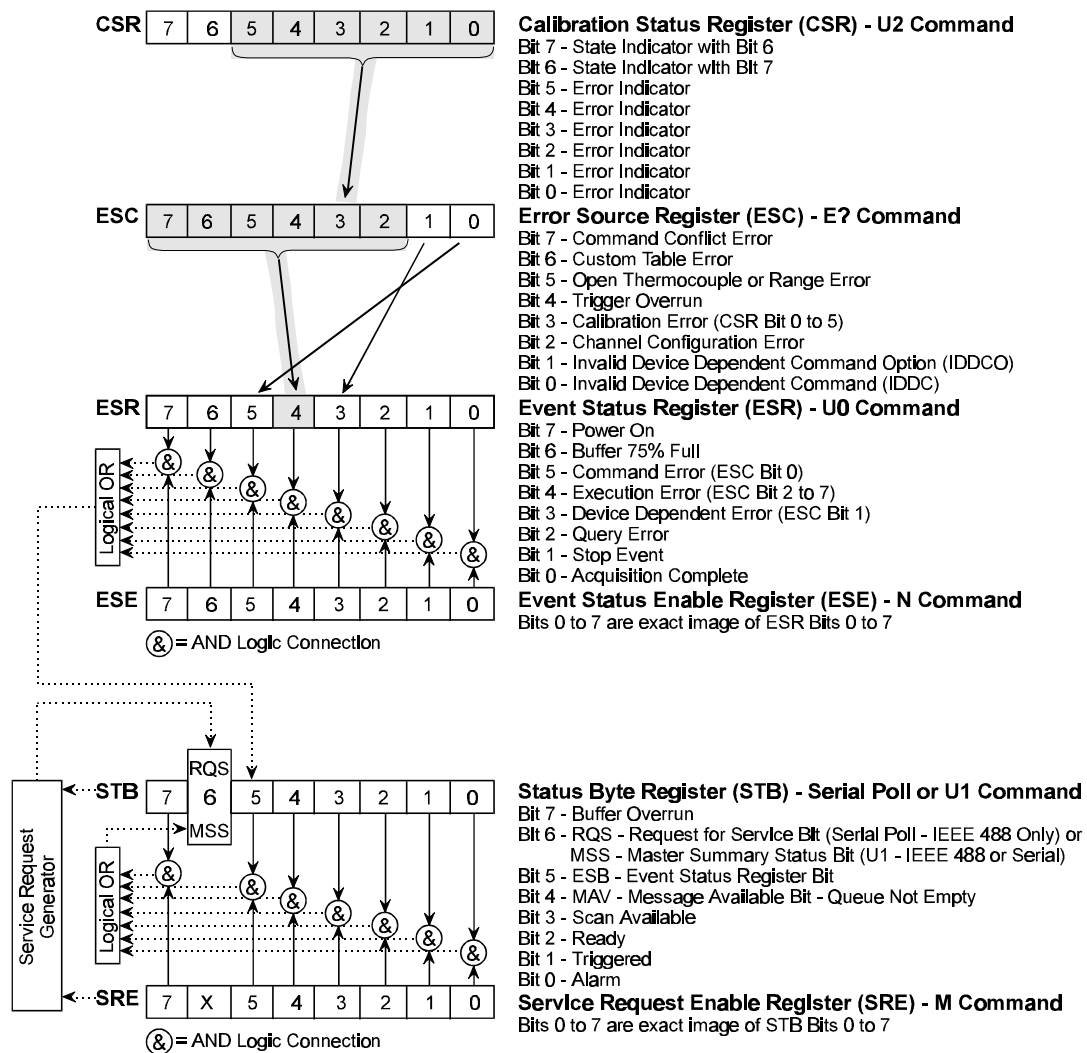 CSR 7 6 5 4 3 2 1 0
Calibration Status Register (CSR) - U2 Command
Bit 7 - State Indicator with Bit 6
Bit 6 - State Indicator with Bit 7
Bit 5 - Error Indicator
Bit 4 - Error Indicator
Bit 3 - Error Indicator
Bit 2 - Error Indicator
Bit 1 - Error Indicator
Bit 0 - Error Indicator
ESC 7 6 5 4 3 2 1 0
Error Source Register (ESC) - E? Command
Bit 7 - Command Conflict Error
Bit 6 - Custom Table Error
Bit 5 - Open Thermocouple or Range Error
Bit 4 - Trigger Overrun
Bit 3 - Calibration Error (CSR Bit 0 to 5)
Bit 2 - Channel Configuration Error
Bit 1 - Invalid Device Dependent Command Option (IDDCO)
Bit 0 - Invalid Device Dependent Command (IDDC)
ESR 7 6 5 4 3 2 1 0
Event Status Register (ESR) - U0 Command
Bit 7 - Power On
Bit 6 - Buffer 75% Full
Bit 5 - Command Error (ESC Bit 0)
Bit 4 - Execution Error (ESC Bit 2 to 7)
Bit 3 - Device Dependent Error (ESC Bit 1)
Bit 2 - Query Error
Bit 1 - Stop Event
Bit 0 - Acquisition Complete
Logical OR
& & & & & & & &
ESE 7 6 5 4 3 2 1 0
Event Status Enable Register (ESE) - N Command
Bits 0 to 7 are exact image of ESR Bits 0 to 7
& = AND Logic Connection
RQS
STB 7 6 5 4 3 2 1 0
MSS
Status Byte Register (STB) - Serial Poll or U1 Command
Bit 7 - Buffer Overrun
Bit 6 - RQS - Request for Service Bit (Serial Poll - IEEE 488 Only) or
MSS - Master Summary Status Bit (U1 - IEEE 488 or Serial)
Bit 5 - ESB - Event Status Register Bit
Bit 4 - MAV - Message Available Bit - Queue Not Empty
Bit 3 - Scan Available
Bit 2 - Ready
Bit 1 - Triggered
Bit 0 - Alarm
Service Request
Generator
Logical OR
& & & & & & &
SRE 7 X 5 4 3 2 1 0
Service Request Enable Register (SRE) - M Command
Bits 0 to 7 are exact image of STB Bits 0 to 7
& = AND Logic Connection